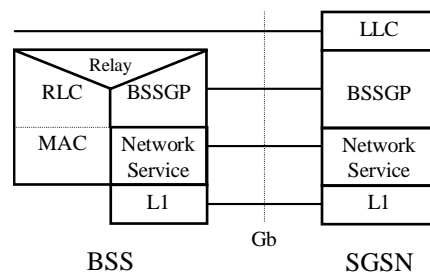 LLC
Relay
RLC BSSGP BSSGP
MAC Network Service Network Service
L1 L1
Gb
BSS SGSN